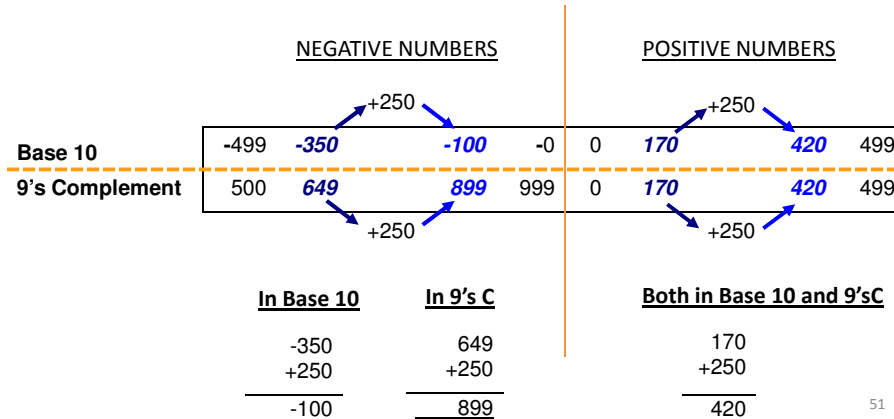 NEGATIVE NUMBERS POSITIVE NUMBERS
+250 +250
Base 10 -499 -350 -100 -0 0 170 420 499
9's Complement 500 649 899 999 0 170 420 499
+250 +250
In Base 10 In 9's C Both in Base 10 and 9'sC
-350 649 170
+250 +250 +250
-100 899 420
51